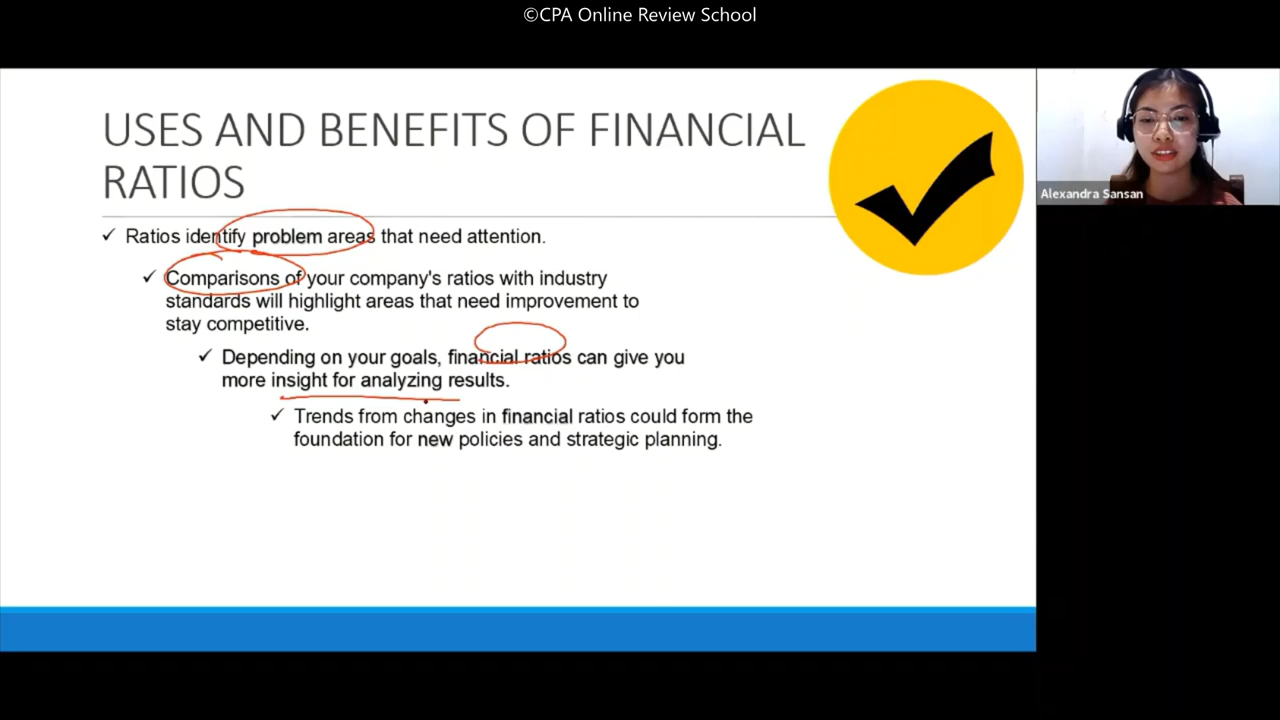 ©CPA Online Review School
USES AND BENEFITS OF FINANCIAL
RATIOS
Alexandra Sansan
✓ Ratios identify problem areas that need attention.
✓ Comparisons of your company's ratios with industry
standards will highlight areas that need improvement to
stay competitive.
✓ Depending on your goals, financial ratios can give you
more insight for analyzing results.
✓ Trends from changes in financial ratios could form the
foundation for new policies and strategic planning.